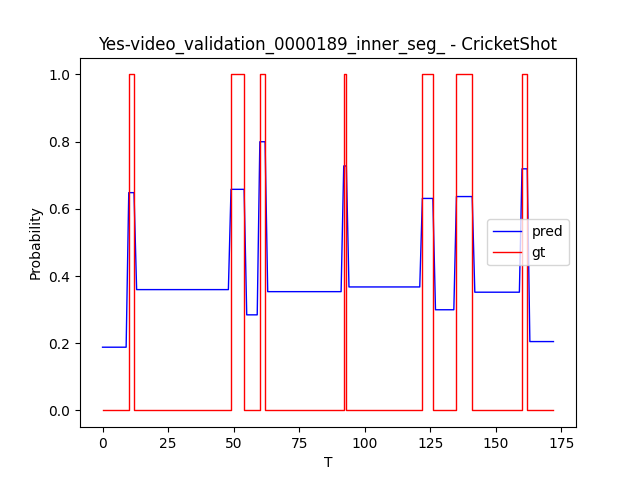 Yes-video_validation_0000189_inner_seg_ - CricketShot
1.0
0.8
0.6
0.4
0.2
0.0
Probability
pred
gt
0
25
50
75
100
125
150
175
T